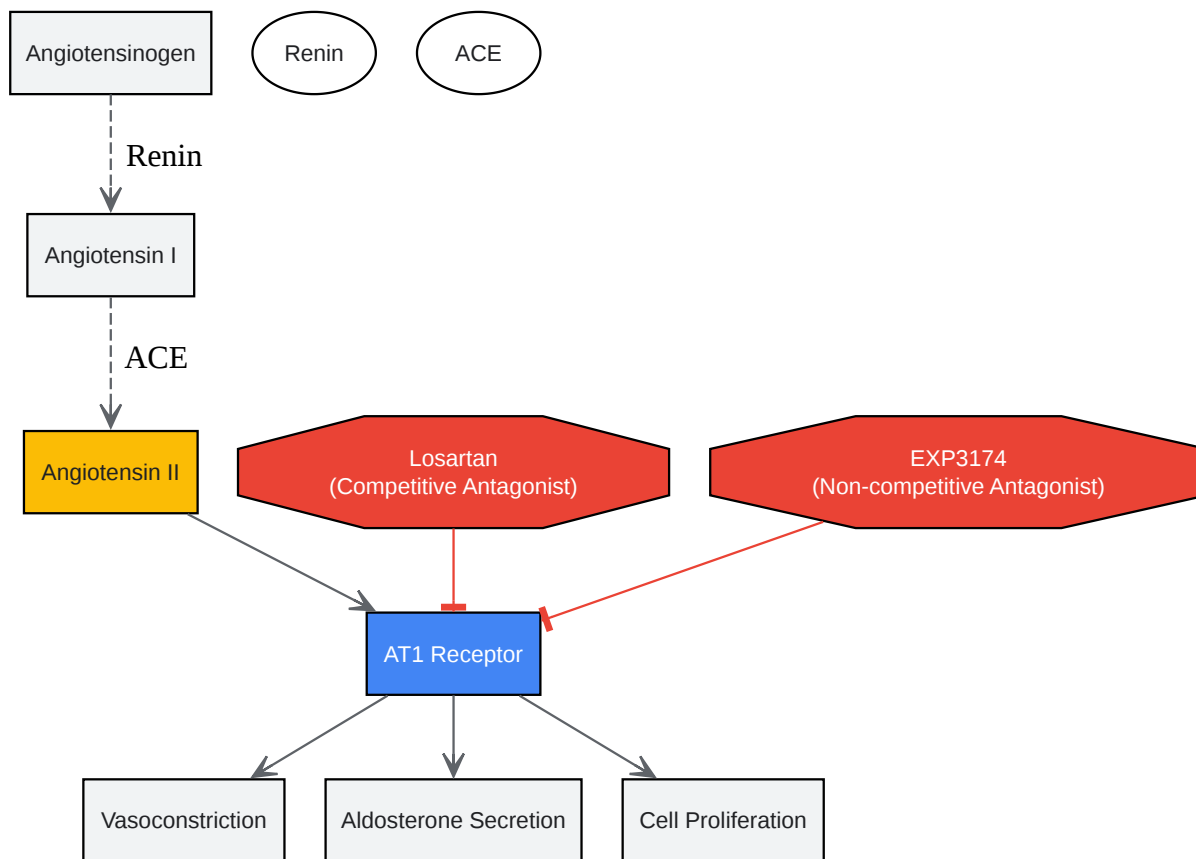 Angiotensinogen
Renin
ACE
Renin
Angiotensin I
ACE
Angiotensin II
Losartan
(Competitive Antagonist)
EXP3174
(Non-competitive Antagonist)
AT1 Receptor
Vasoconstriction
Aldosterone Secretion
Cell Proliferation